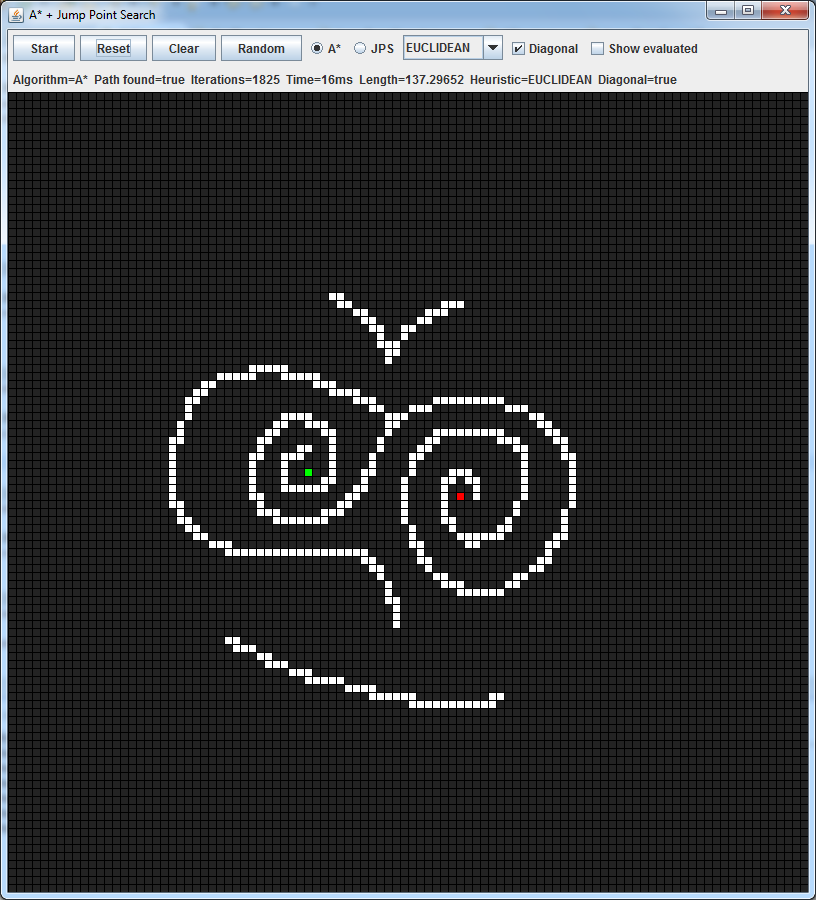 A* + Jump Point Search
Start Reset Clear Random A* JPS EUCLIDEAN Diagonal Show evaluated
Algorithm=A* Path found=true Iterations=1825 Time=16ms Length=137.29652 Heuristic=EUCLIDEAN Diagonal=true